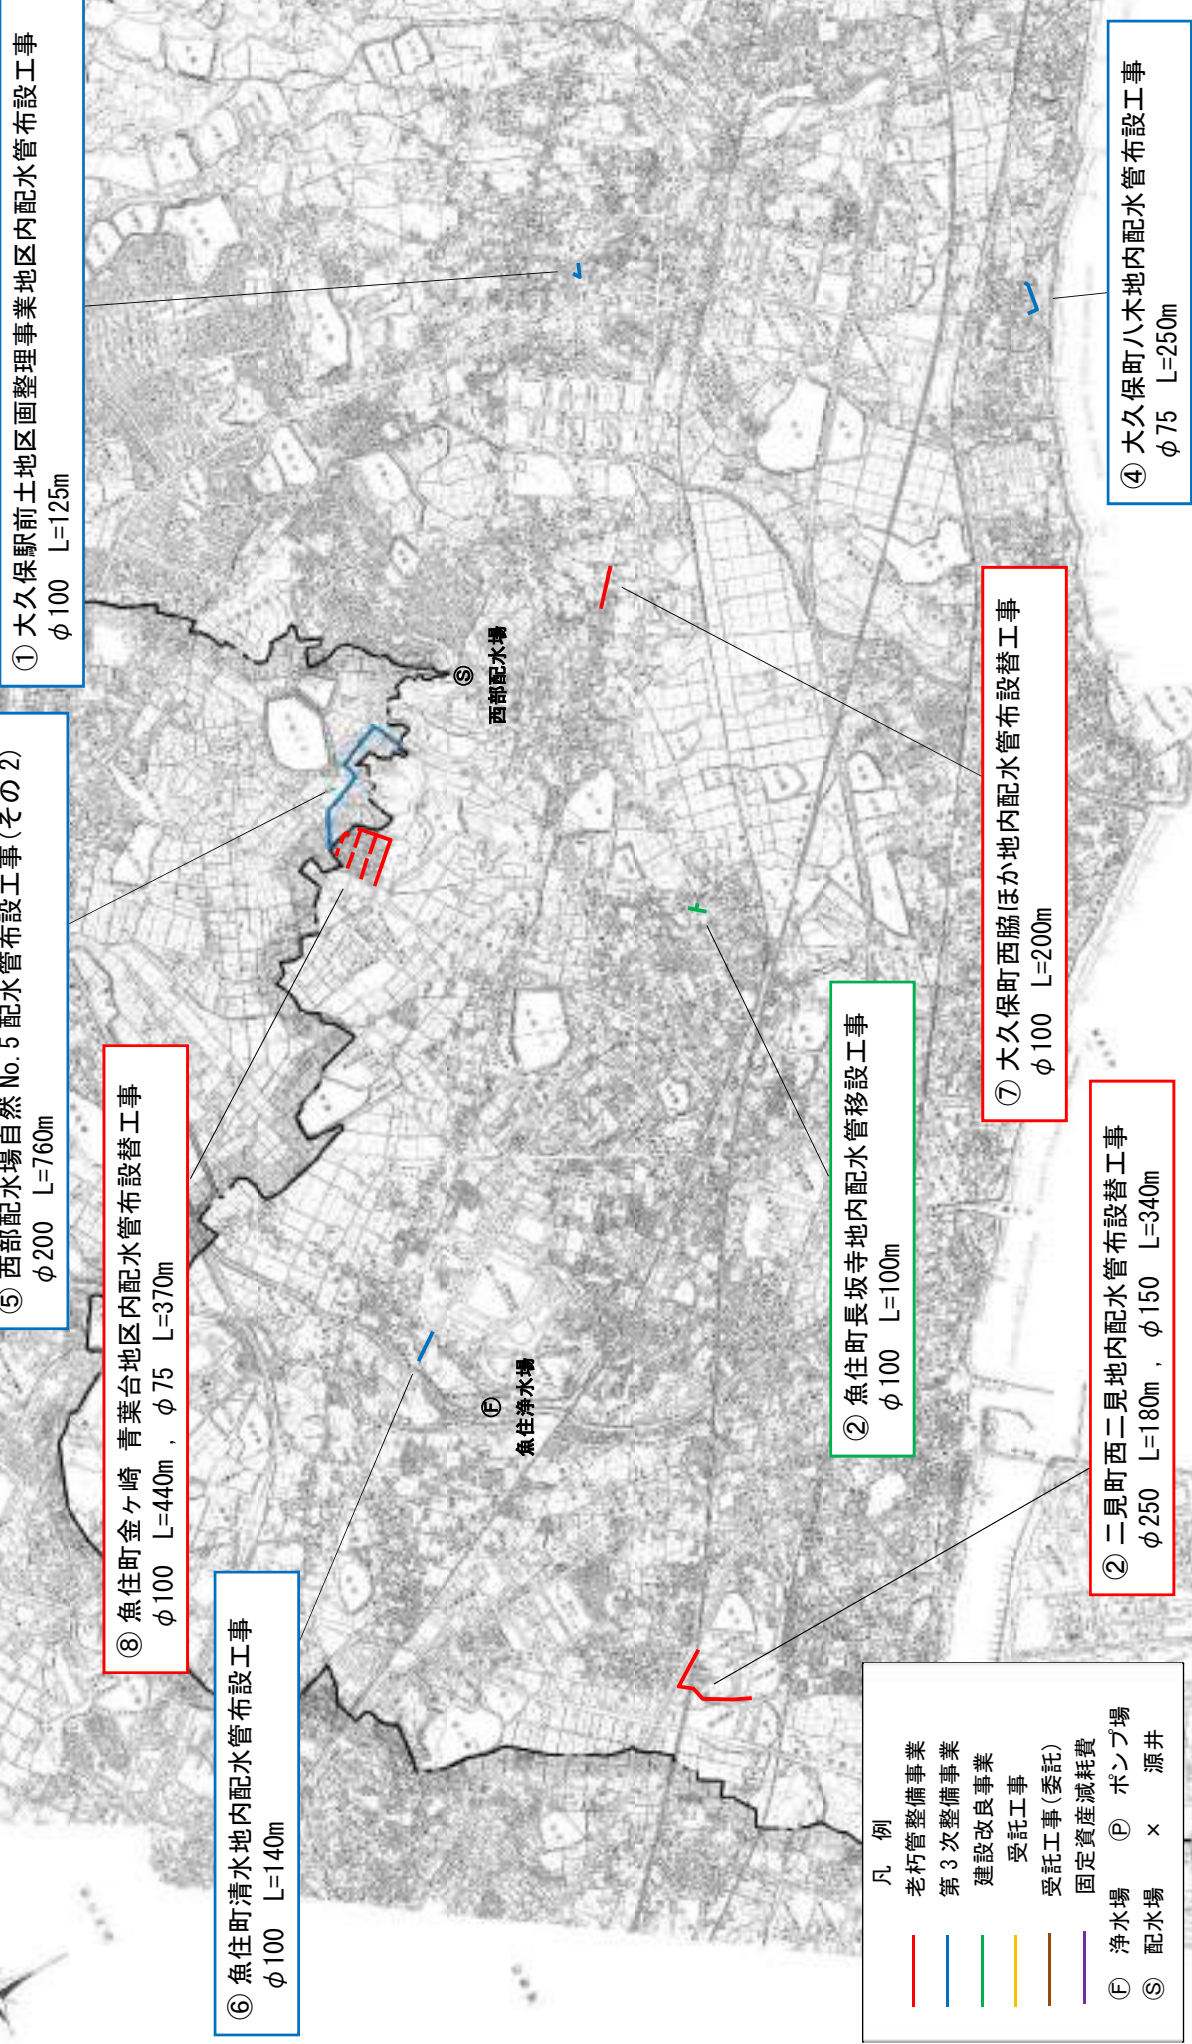 ① 大久保駅前土地区画整理事業地区内配水管布設工事
φ100 L=125m
⑤ 西部配水場自然 No.5 配水管布設工事(その2)
φ200 L=760m
⑧ 魚住町金ヶ崎 青葉台地区内配水管布設替工事
φ100 L=440m , φ75 L=370m
⑥ 魚住町清水地内配水管布設工事
φ100 L=140m
Ⓢ
西部配水場
Ⓕ
魚住浄水場
④ 大久保町八木地内配水管布設工事
φ75 L=250m
⑦ 大久保町西脇ほか地内配水管布設替工事
φ100 L=200m
② 魚住町長坂寺地内配水管移設工事
φ100 L=100m
② 二見町西二見地内配水管布設替工事
φ250 L=180m , φ150 L=340m
凡 例
老朽管整備事業
第3次整備事業
建設改良事業
受託工事
受託工事(委託)
固定資産減耗費
Ⓕ 浄水場 Ⓟ ポンプ場
Ⓢ 配水場 × 源井